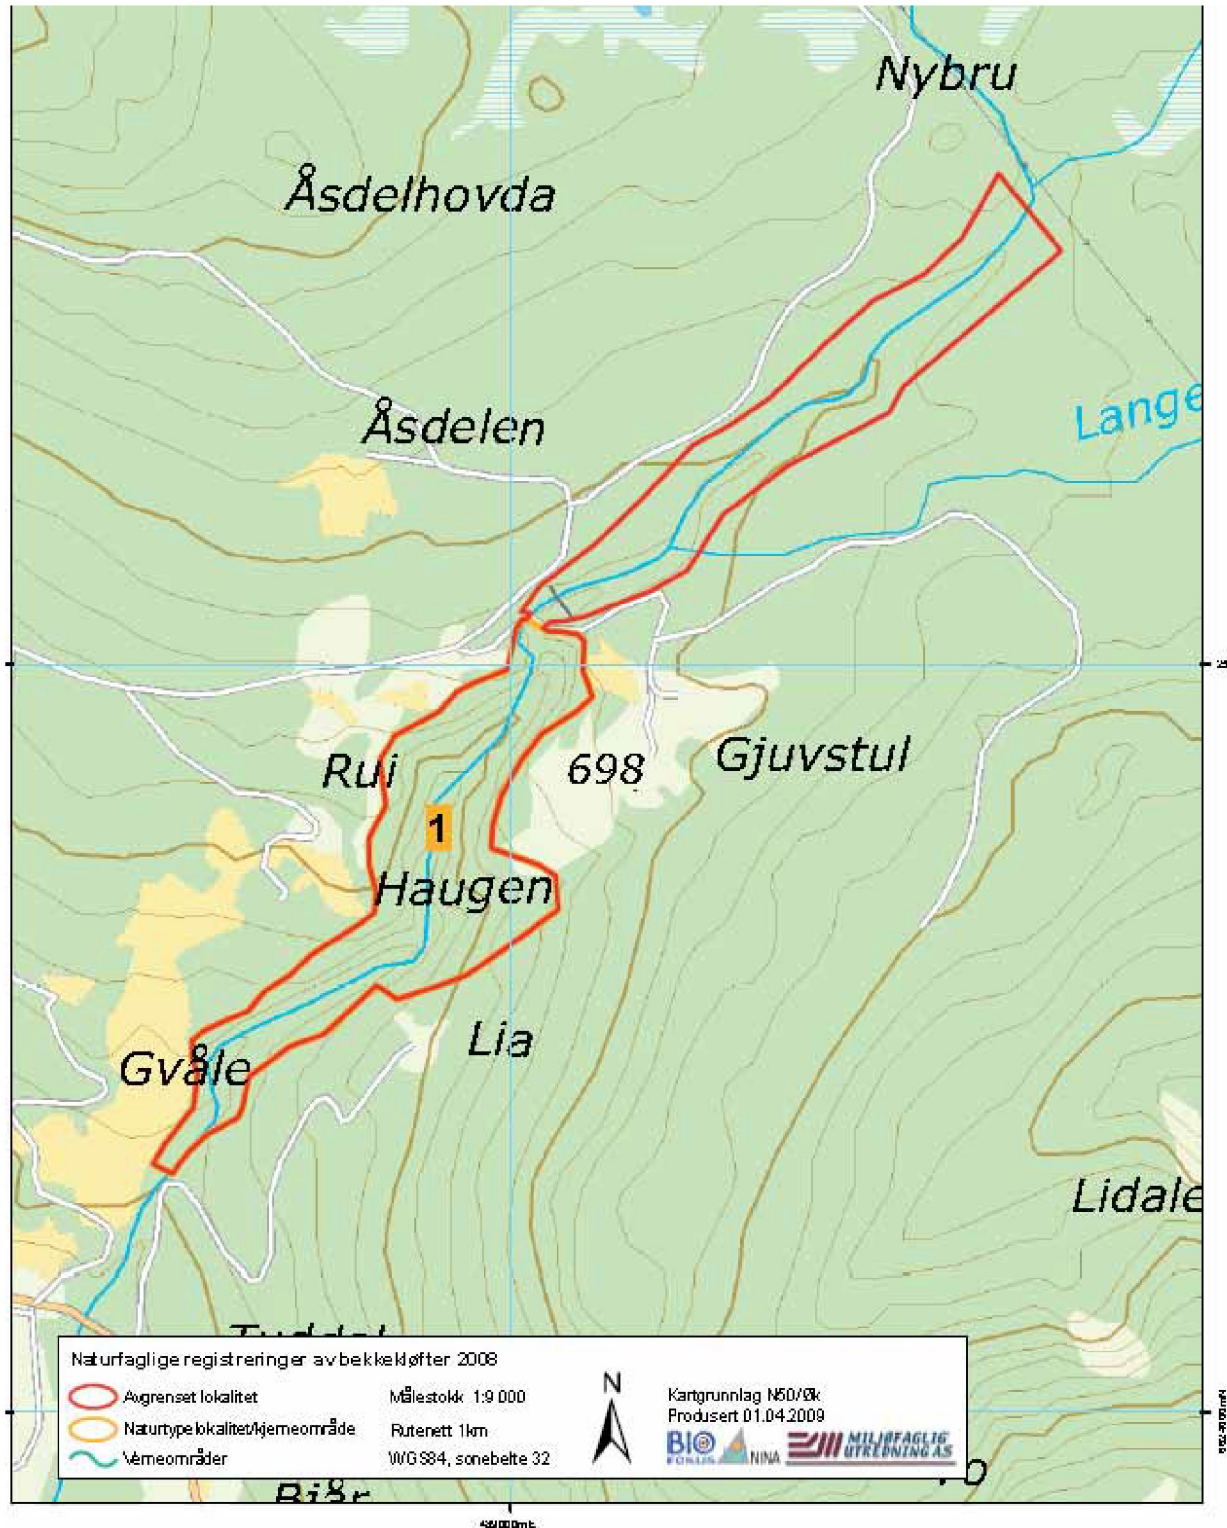 Nybru
Åsdelhovda
Lange
Åsdelen
Rui
698
Gjuvstul
1
Haugen
Lia
Gvåle
Lidale
Naturfaglige registreringer av bekkekløfter 2008
Avgrenset lokalitet
Målestokk 1:9 000
Naturtypelokalitet/kjerneområde
Rutenett 1km
Verneområder
WGS84, sonebelte 32
N
Kartgrunnlag N50/Øk
Produsert 01.04.2009
BIO
FOKUS
NINA
MILJØFAGLIG
UTREDNING AS